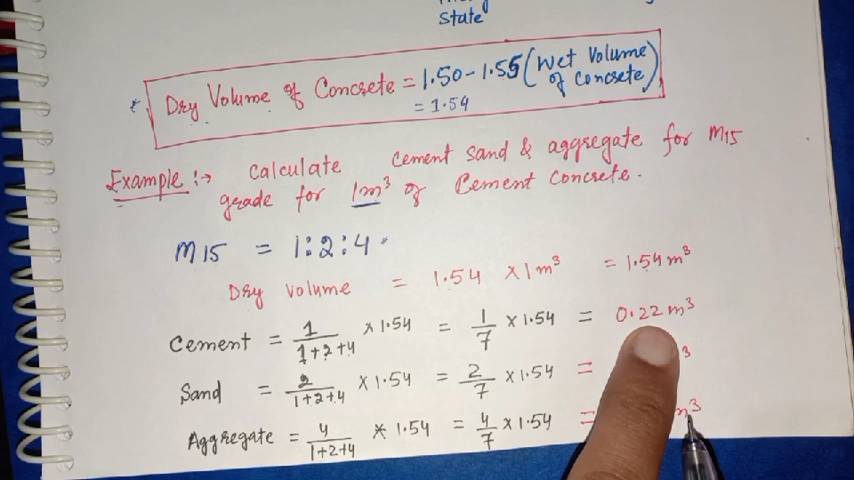 state
* Dry Volume of Concrete = 1.50 - 1.55 (Wet Volume of concrete)
= 1.54
Example :→ Calculate cement sand & aggregate for M15
grade for 1m³ of Cement Concrete.
M15 = 1:2:4
Dry volume = 1.54 × 1m³ = 1.54m³
Cement = 1/1+2+4 × 1.54 = 1/7 × 1.54 = 0.22m³
Sand = 2/1+2+4 × 1.54 = 2/7 × 1.54 =
Aggregate = 4/1+2+4 * 1.54 = 4/7 × 1.54 = m³